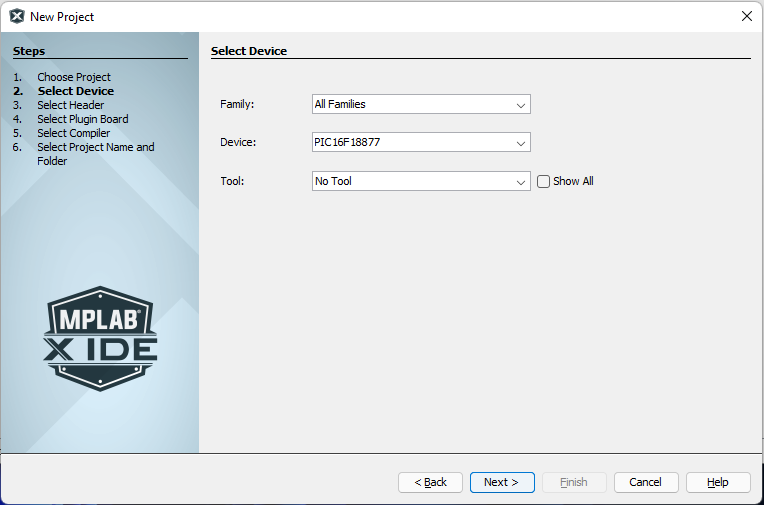 New Project
Steps
1. Choose Project
2. Select Device
3. Select Header
4. Select Plugin Board
5. Select Compiler
6. Select Project Name and
Folder
MPLAB®
X IDE
Select Device
Family: All Families
Device: PIC16F18877
Tool: No Tool Show All
< Back Next > Finish Cancel Help